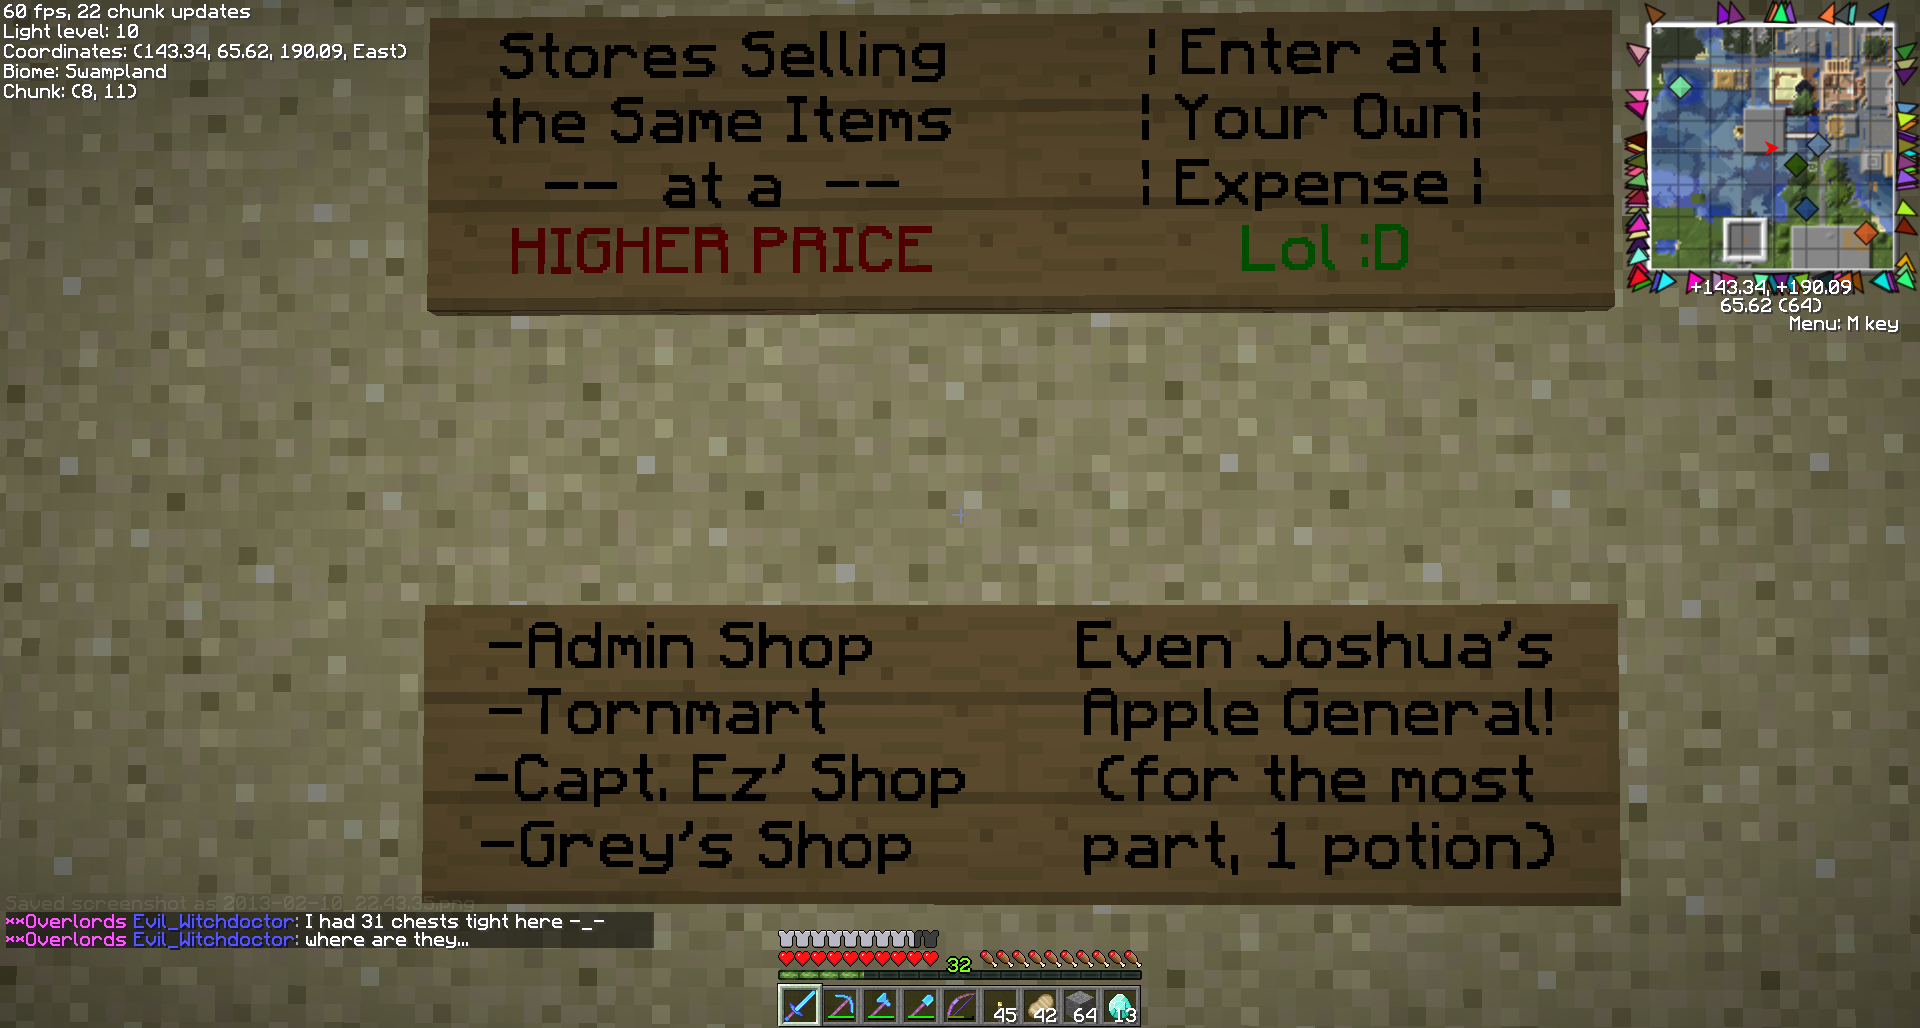 60 fps, 22 chunk updates
Light level: 10
Coordinates: (143.34, 65.62, 190.09, East)
Biome: Swampland
Chunk: (8, 11)
Stores Selling
the Same Items
-- at a --
HIGHER PRICE
¦ Enter at ¦
¦ Your Own¦
¦ Expense ¦
Lol :D
+143.34, +190.09
65.62 (64)
Menu: M key
-Admin Shop
-Tornmart
-Capt. Ez' Shop
-Grey's Shop
Even Joshua's
Apple General!
(for the most
part, 1 potion)
Saved screenshot as 2013-02-10_22.43.35.png
**Overlords Evil_Witchdoctor: I had 31 chests tight here -_-
**Overlords Evil_Witchdoctor: where are they...
32
45 42 64 13